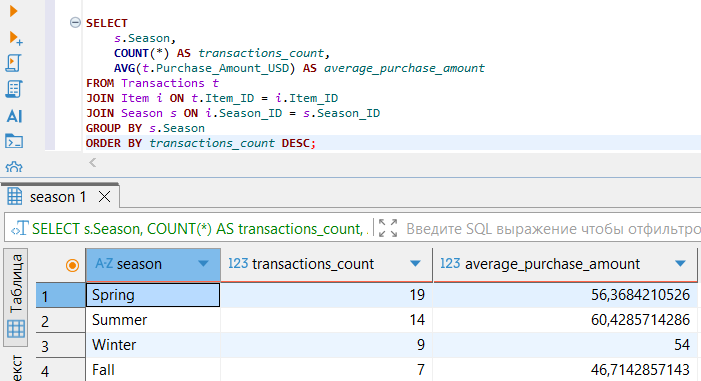 SELECT
s.Season,
COUNT(*) AS transactions_count,
AVG(t.Purchase_Amount_USD) AS average_purchase_amount
FROM Transactions t
JOIN Item i ON t.Item_ID = i.Item_ID
JOIN Season s ON i.Season_ID = s.Season_ID
GROUP BY s.Season
ORDER BY transactions_count DESC;
AI
season 1
SELECT s.Season, COUNT(*) AS transactions_count, Введите SQL выражение чтобы отфильтро
Таблица
A-Z season 123 transactions_count 123 average_purchase_amount
1 Spring 19 56,3684210526
2 Summer 14 60,4285714286
3 Winter 9 54
4 Fall 7 46,7142857143